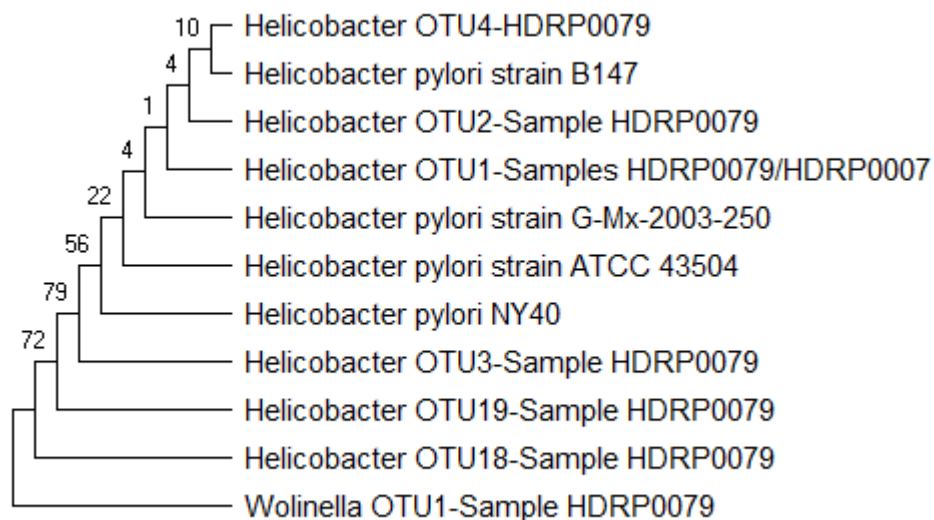 10
Helicobacter OTU4-HDRP0079
Helicobacter pylori strain B147
4
Helicobacter OTU2-Sample HDRP0079
1
Helicobacter OTU1-Samples HDRP0079/HDRP0007
4
Helicobacter pylori strain G-Mx-2003-250
22
Helicobacter pylori strain ATCC 43504
56
Helicobacter pylori NY40
79
Helicobacter OTU3-Sample HDRP0079
72
Helicobacter OTU19-Sample HDRP0079
Helicobacter OTU18-Sample HDRP0079
Wolinella OTU1-Sample HDRP0079